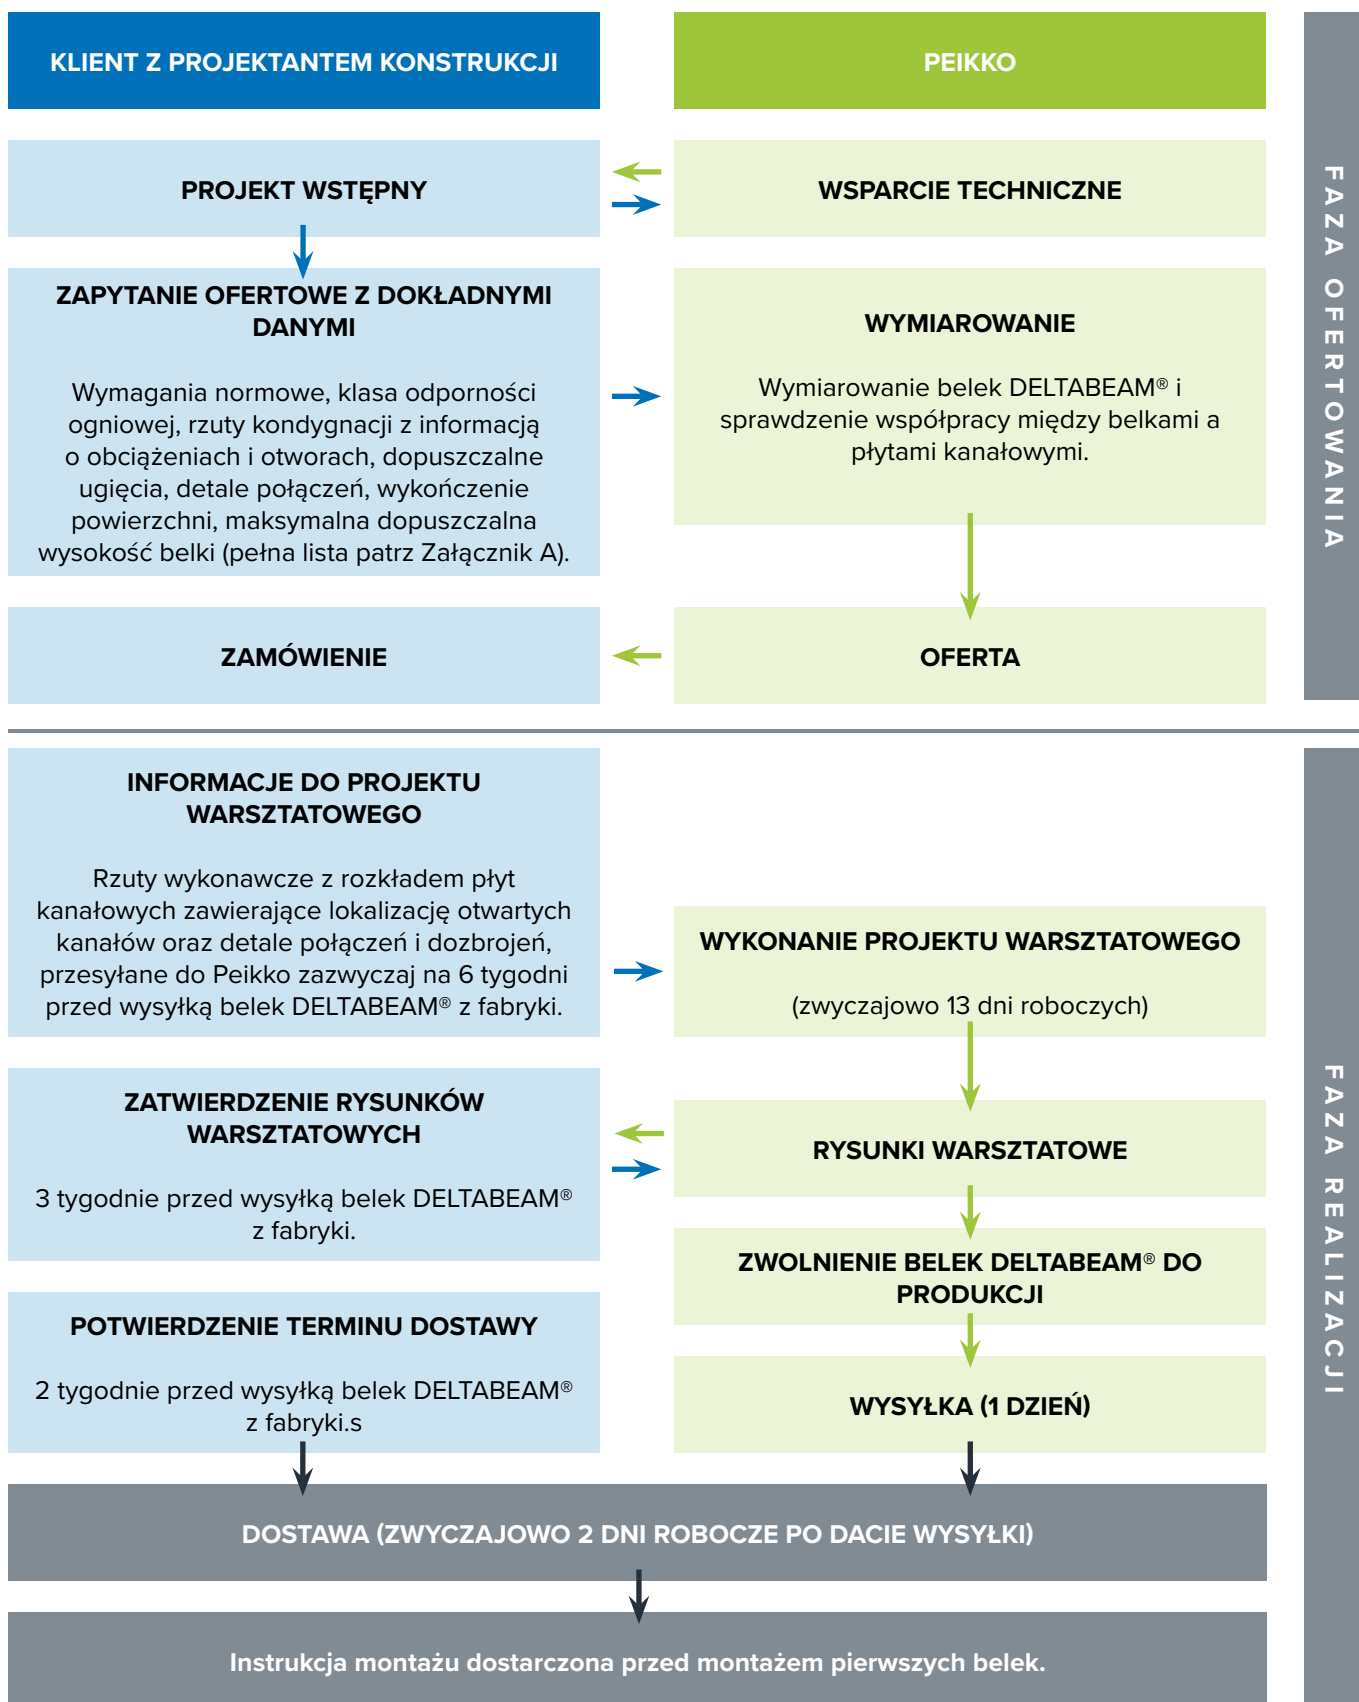 KLIENT Z PROJEKTANTEM KONSTRUKCJI
PEIKKO
PROJEKT WSTĘPNY
WSPARCIE TECHNICZNE
ZAPYTANIE OFERTOWE Z DOKŁADNYMI
DANYMI
Wymagania normowe, klasa odporności
ogniowej, rzuty kondygnacji z informacją
o obciążeniach i otworach, dopuszczalne
ugięcia, detale połączeń, wykończenie
powierzchni, maksymalna dopuszczalna
wysokość belki (pełna lista patrz Załącznik A).
WYMIAROWANIE
Wymiarowanie belek DELTABEAM® i
sprawdzenie współpracy między belkami a
płytami kanałowymi.
ZAMÓWIENIE
OFERTA
FAZA OFERTOWANIA
INFORMACJE DO PROJEKTU
WARSZTATOWEGO
Rzuty wykonawcze z rozkładem płyt
kanałowych zawierające lokalizację otwartych
kanałów oraz detale połączeń i dozbrojeń,
przesyłane do Peikko zazwyczaj na 6 tygodni
przed wysyłką belek DELTABEAM® z fabryki.
WYKONANIE PROJEKTU WARSZTATOWEGO
(zwyczajowo 13 dni roboczych)
ZATWIERDZENIE RYSUNKÓW
WARSZTATOWYCH
3 tygodnie przed wysyłką belek DELTABEAM®
z fabryki.
RYSUNKI WARSZTATOWE
ZWOLNIENIE BELEK DELTABEAM® DO
PRODUKCJI
POTWIERDZENIE TERMINU DOSTAWY
2 tygodnie przed wysyłką belek DELTABEAM®
z fabryki.s
WYSYŁKA (1 DZIEŃ)
FAZA REALIZACJI
DOSTAWA (ZWYCZAJOWO 2 DNI ROBOCZE PO DACIE WYSYŁKI)
Instrukcja montażu dostarczona przed montażem pierwszych belek.